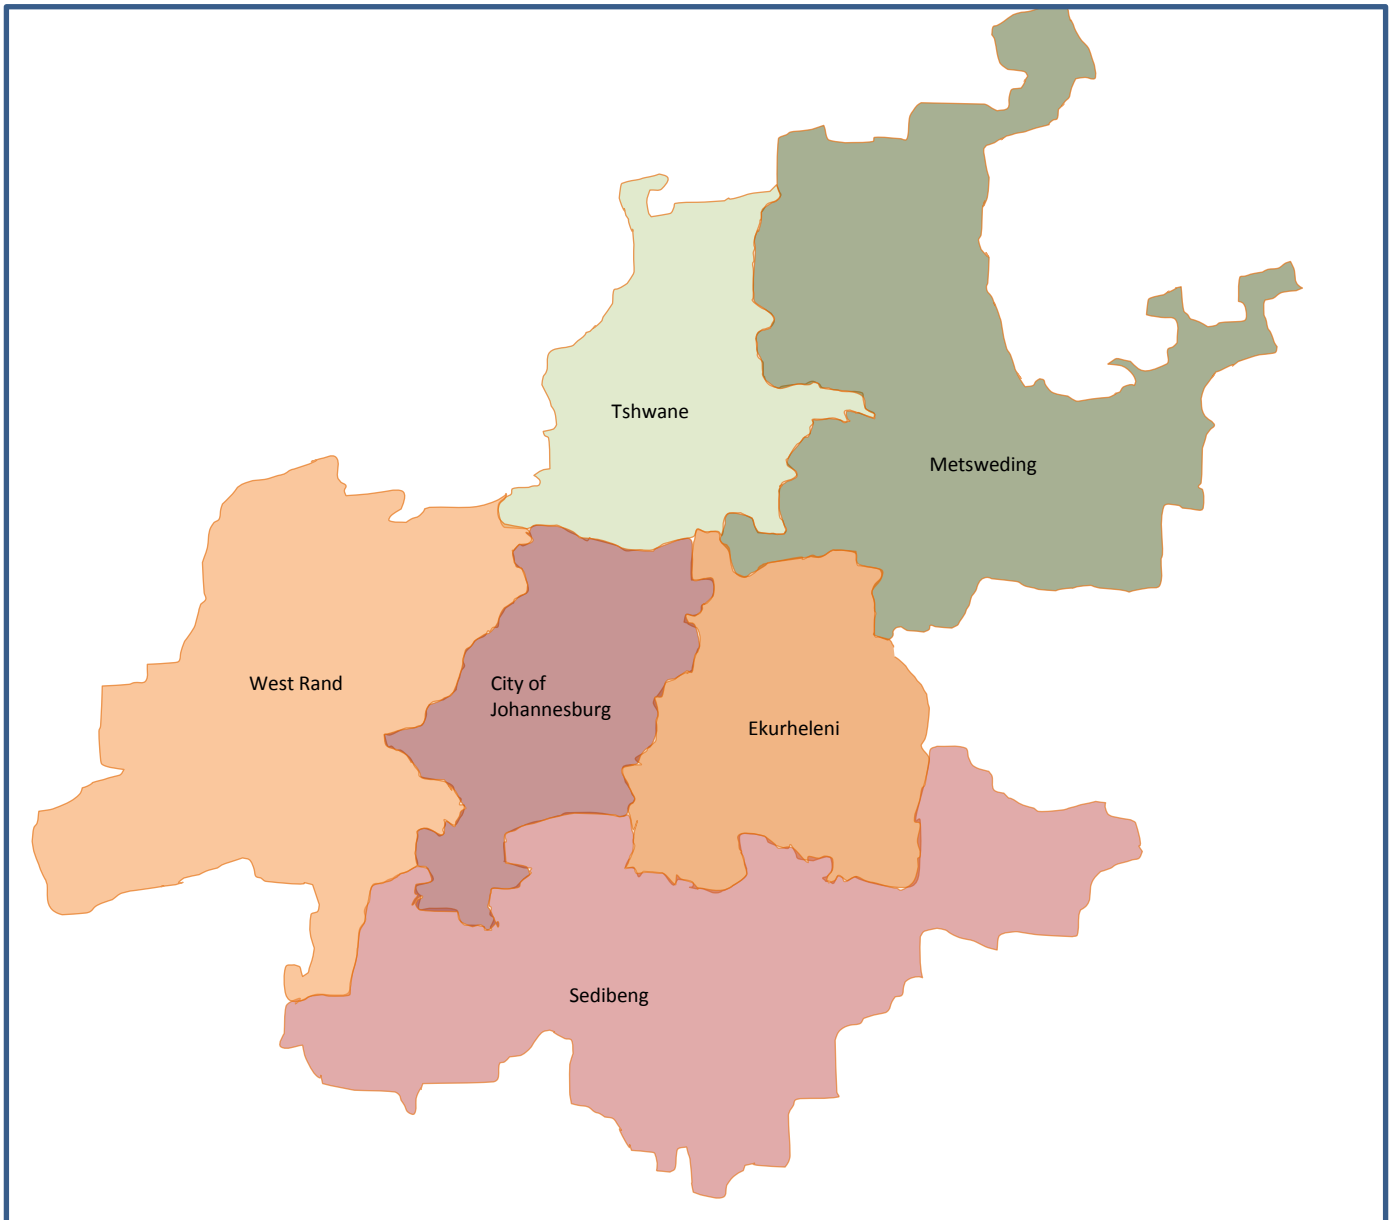 Tshwane
Metsweding
West Rand
City of
Johannesburg
Ekurheleni
Sedibeng